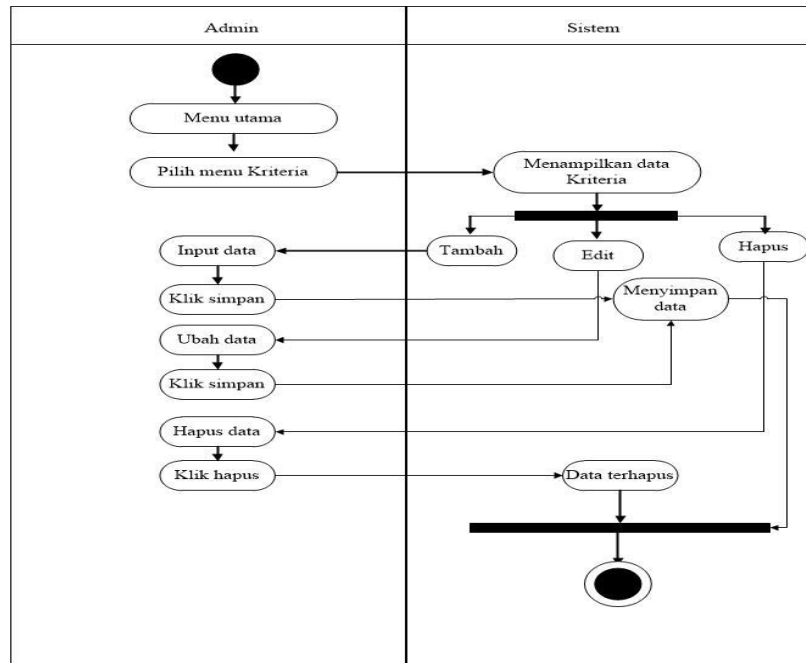 Admin
Sistem
Menu utama
Pilih menu Kriteria
Menampilkan data
Kriteria
Input data
Tambah
Edit
Hapus
Klik simpan
Menyimpan
data
Ubah data
Klik simpan
Hapus data
Klik hapus
Data terhapus